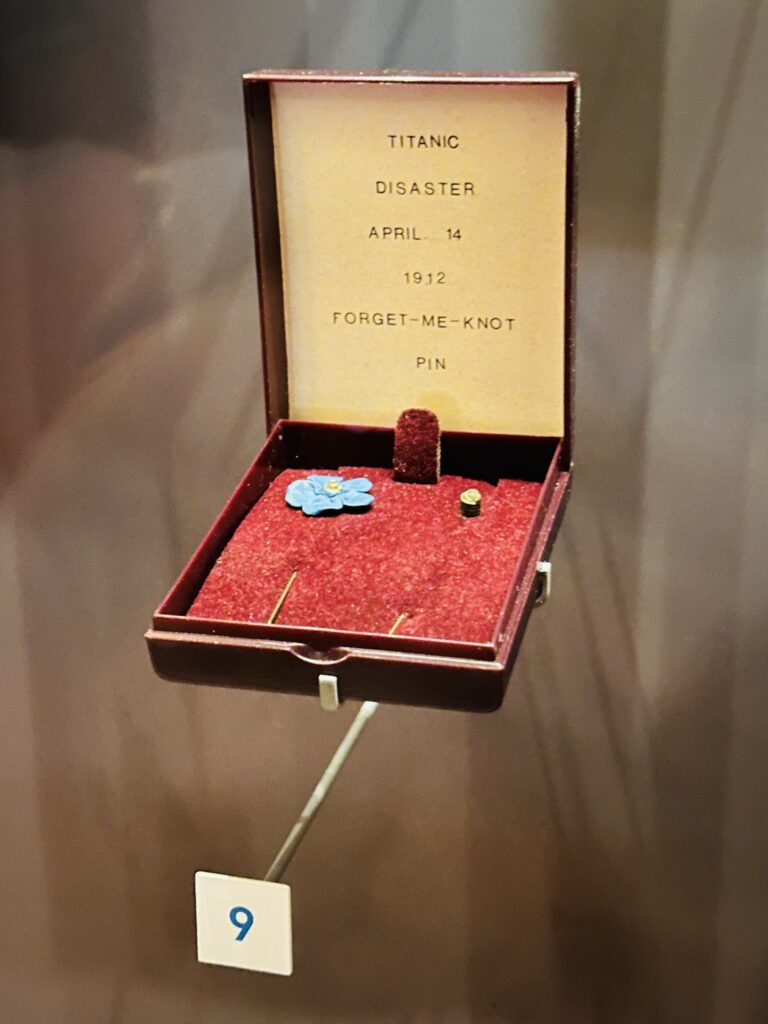 TITANIC
DISASTER
APRIL 14
1912
FORGET-ME-KNOT
PIN
9